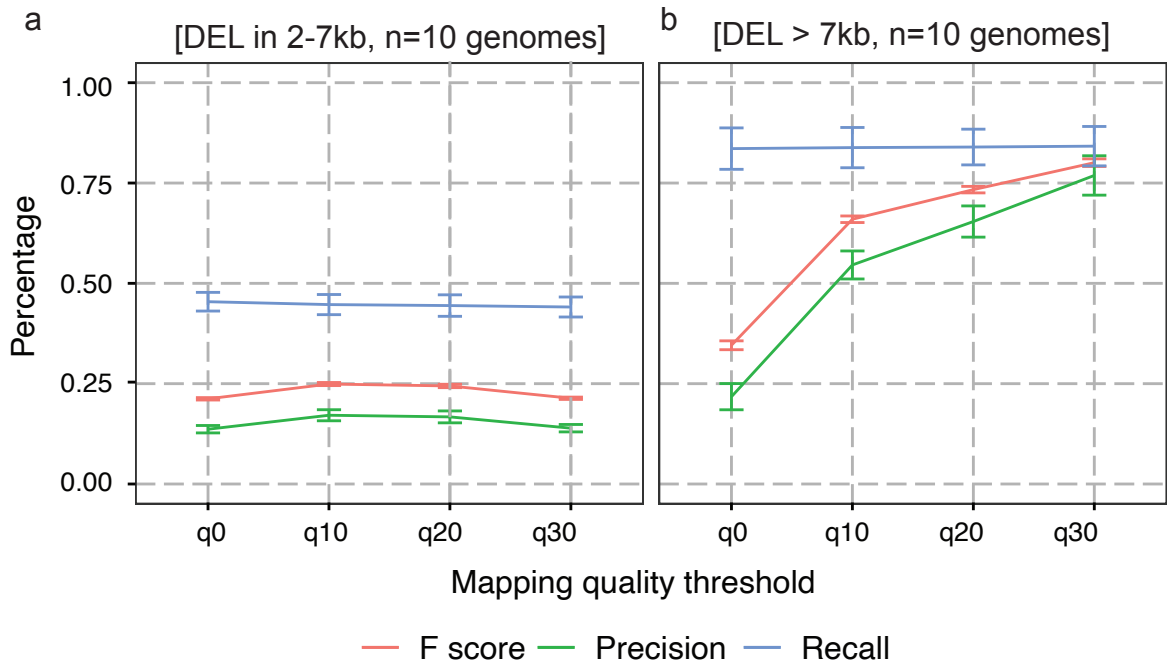 a
[DEL in 2-7kb, n=10 genomes]
b
[DEL > 7kb, n=10 genomes]
Percentage
1.00
0.75
0.50
0.25
0.00
q0 q10 q20 q30
q0 q10 q20 q30
Mapping quality threshold
F score Precision Recall